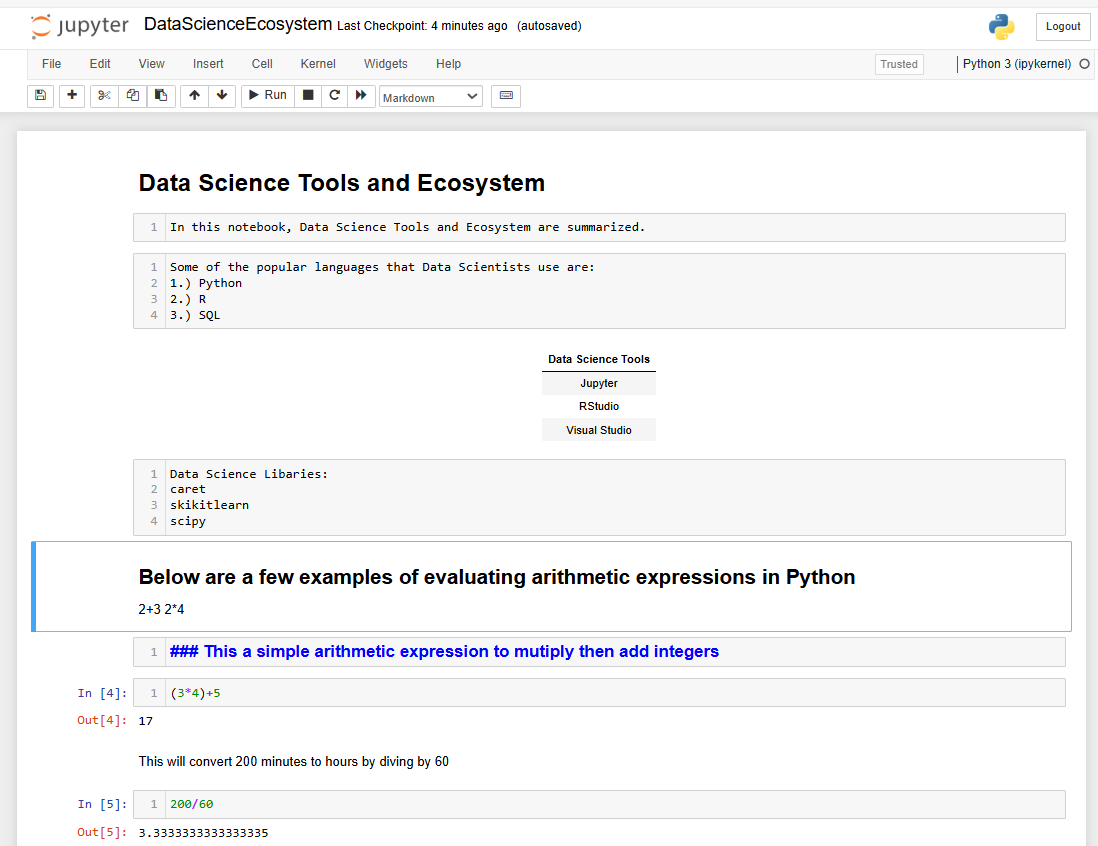 jupyter DataScienceEcosystem Last Checkpoint: 4 minutes ago (autosaved) Logout
File Edit View Insert Cell Kernel Widgets Help Trusted Python 3 (ipykernel)
Run Markdown
Data Science Tools and Ecosystem
1 In this notebook, Data Science Tools and Ecosystem are summarized.
1 Some of the popular languages that Data Scientists use are:
2 1.) Python
3 2.) R
4 3.) SQL
Data Science Tools
Jupyter
RStudio
Visual Studio
1 Data Science Libaries:
2 caret
3 skikitlearn
4 scipy
Below are a few examples of evaluating arithmetic expressions in Python
2+3 2*4
1 ### This a simple arithmetic expression to mutiply then add integers
In [4]: 1 (3*4)+5
Out[4]: 17
This will convert 200 minutes to hours by diving by 60
In [5]: 1 200/60
Out[5]: 3.3333333333333335